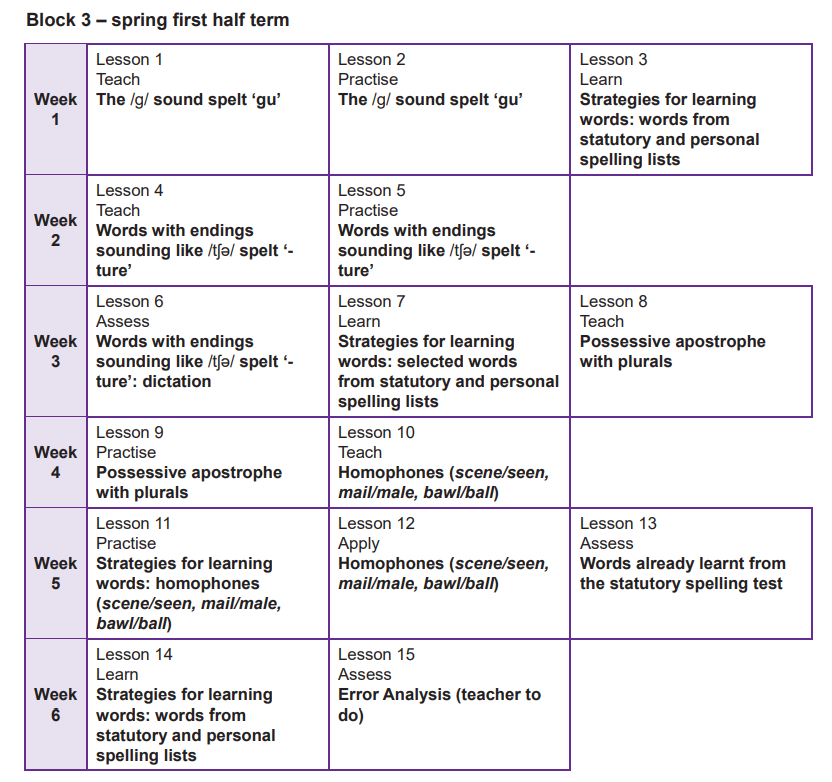 Block 3 – spring first half term
Week
1
Lesson 1
Teach
The /g/ sound spelt ‘gu’
Lesson 2
Practise
The /g/ sound spelt ‘gu’
Lesson 3
Learn
Strategies for learning
words: words from
statutory and personal
spelling lists
Week
2
Lesson 4
Teach
Words with endings
sounding like /tʃə/ spelt ‘-
ture’
Lesson 5
Practise
Words with endings
sounding like /tʃə/ spelt ‘-
ture’
Week
3
Lesson 6
Assess
Words with endings
sounding like /tʃə/ spelt ‘-
ture’: dictation
Lesson 7
Learn
Strategies for learning
words: selected words
from statutory and personal
spelling lists
Lesson 8
Teach
Possessive apostrophe
with plurals
Week
4
Lesson 9
Practise
Possessive apostrophe
with plurals
Lesson 10
Teach
Homophones (scene/seen,
mail/male, bawl/ball)
Week
5
Lesson 11
Practise
Strategies for learning
words: homophones
(scene/seen, mail/male,
bawl/ball)
Lesson 12
Apply
Homophones (scene/seen,
mail/male, bawl/ball)
Lesson 13
Assess
Words already learnt from
the statutory spelling test
Week
6
Lesson 14
Learn
Strategies for learning
words: words from
statutory and personal
spelling lists
Lesson 15
Assess
Error Analysis (teacher to
do)